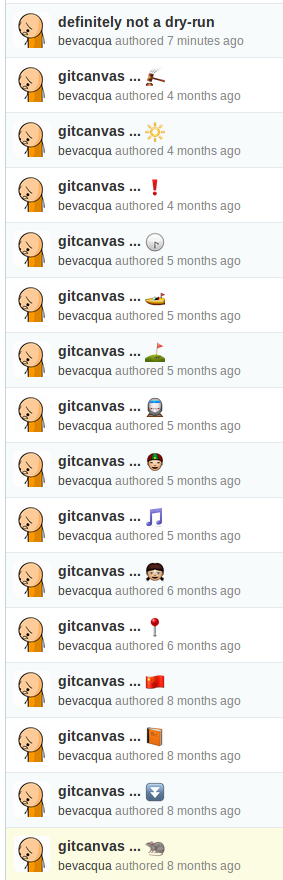 definitely not a dry-run
bevacqua authored 7 minutes ago
gitcanvas ... 🔨
bevacqua authored 4 months ago
gitcanvas ... ☀️
bevacqua authored 4 months ago
gitcanvas ... ❗
bevacqua authored 4 months ago
gitcanvas ... 🕜
bevacqua authored 5 months ago
gitcanvas ... 🚤
bevacqua authored 5 months ago
gitcanvas ... ⛳
bevacqua authored 5 months ago
gitcanvas ... 🚇
bevacqua authored 5 months ago
gitcanvas ... 👲
bevacqua authored 5 months ago
gitcanvas ... 🎵
bevacqua authored 5 months ago
gitcanvas ... 👧
bevacqua authored 6 months ago
gitcanvas ... 📍
bevacqua authored 6 months ago
gitcanvas ... 🇨🇳
bevacqua authored 8 months ago
gitcanvas ... 📙
bevacqua authored 8 months ago
gitcanvas ... ⏬
bevacqua authored 8 months ago
gitcanvas ... 🐀
bevacqua authored 8 months ago